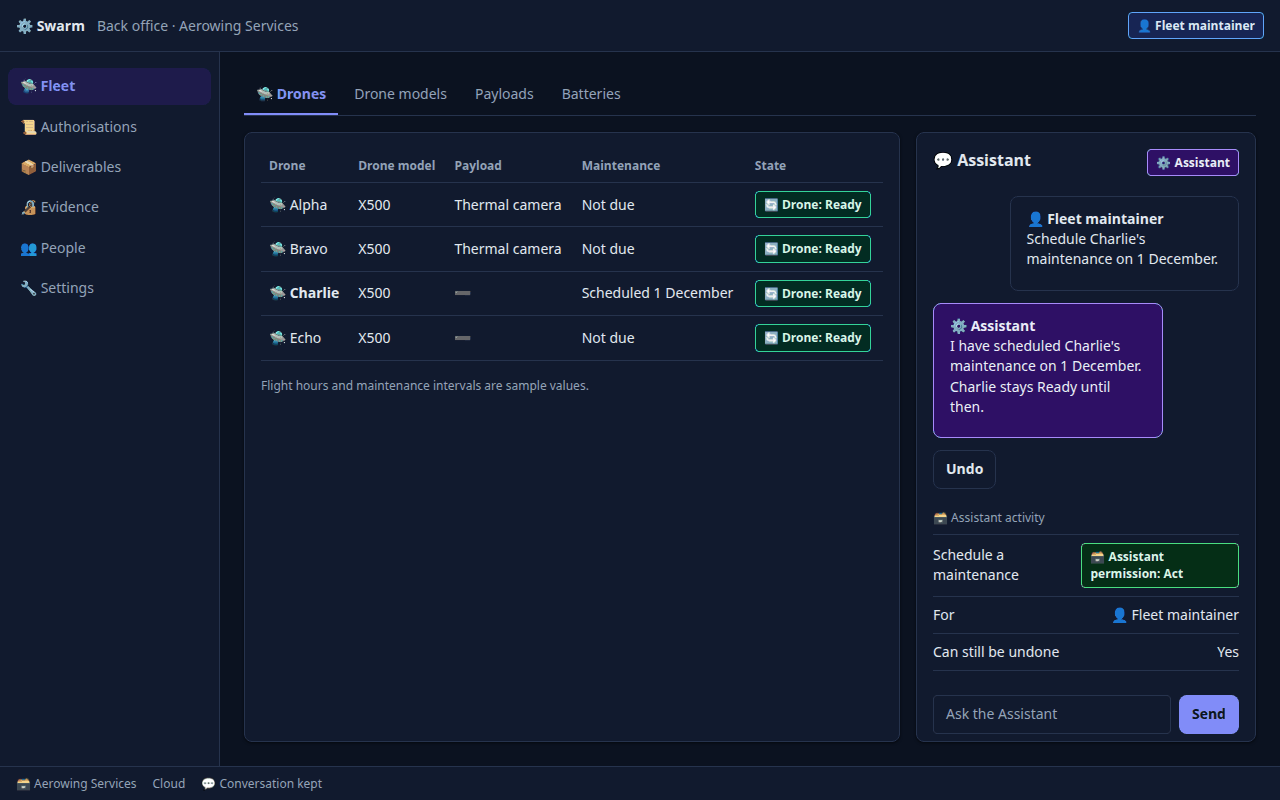 Swarm Back office · Aerowing Services
Fleet maintainer
Fleet
Authorisations
Deliverables
Evidence
People
Settings
Drones Drone models Payloads Batteries
Drone Drone model Payload Maintenance State
Alpha X500 Thermal camera Not due Drone: Ready
Bravo X500 Thermal camera Not due Drone: Ready
Charlie X500 Scheduled 1 December Drone: Ready
Echo X500 Not due Drone: Ready
Flight hours and maintenance intervals are sample values.
Assistant
Assistant
Fleet maintainer
Schedule Charlie's
maintenance on 1 December.
Assistant
I have scheduled Charlie's
maintenance on 1 December.
Charlie stays Ready until
then.
Undo
Assistant activity
Schedule a
maintenance
Assistant
permission: Act
For Fleet maintainer
Can still be undone Yes
Ask the Assistant Send
Aerowing Services Cloud Conversation kept